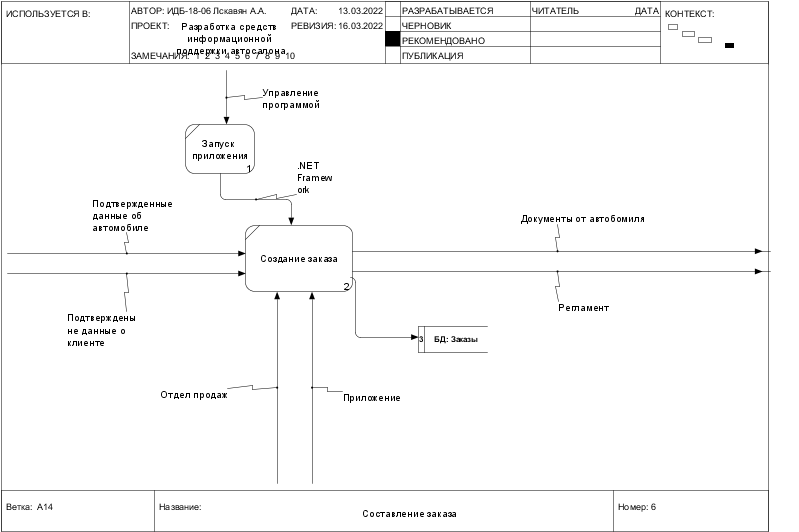 ИСПОЛЬЗУЕТСЯ В:
АВТОР: ИДБ-18-06 Лскавян А.А.
ДАТА: 13.03.2022
РАЗРАБАТЫВАЕТСЯ
ЧИТАТЕЛЬ
ДАТА
КОНТЕКСТ:
ПРОЕКТ: Разработка средств
информационной
поддержки автосалона
РЕВИЗИЯ: 16.03.2022
ЧЕРНОВИК
РЕКОМЕНДОВАНО
ЗАМЕЧАНИЯ: 1 2 3 4 5 6 7 8 9 10
ПУБЛИКАЦИЯ
Управление
программой
Запуск
приложения
1
.NET
Framew
ork
Подтвержденные
данные об
автомобиле
Документы от автобомиля
Создание заказа
2
Регламент
Подтвержденны
не данные о
клиенте
3 БД: Заказы
Отдел продаж
Приложение
Ветка: А14
Название:
Составление заказа
Номер: 6